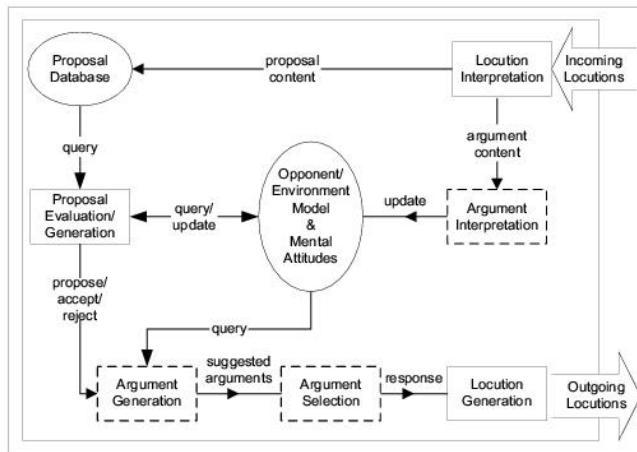 Proposal
Database
proposal
content
Locution
Interpretation
Incoming
Locutions
query
argument
content
Opponent/
Environment
Model
&
Mental
Attitudes
Proposal
Evaluation/
Generation
query/
update
update
Argument
Interpretation
propose/
accept/
reject
query
Argument
Generation
suggested
arguments
Argument
Selection
response
Locution
Generation
Outgoing
Locutions